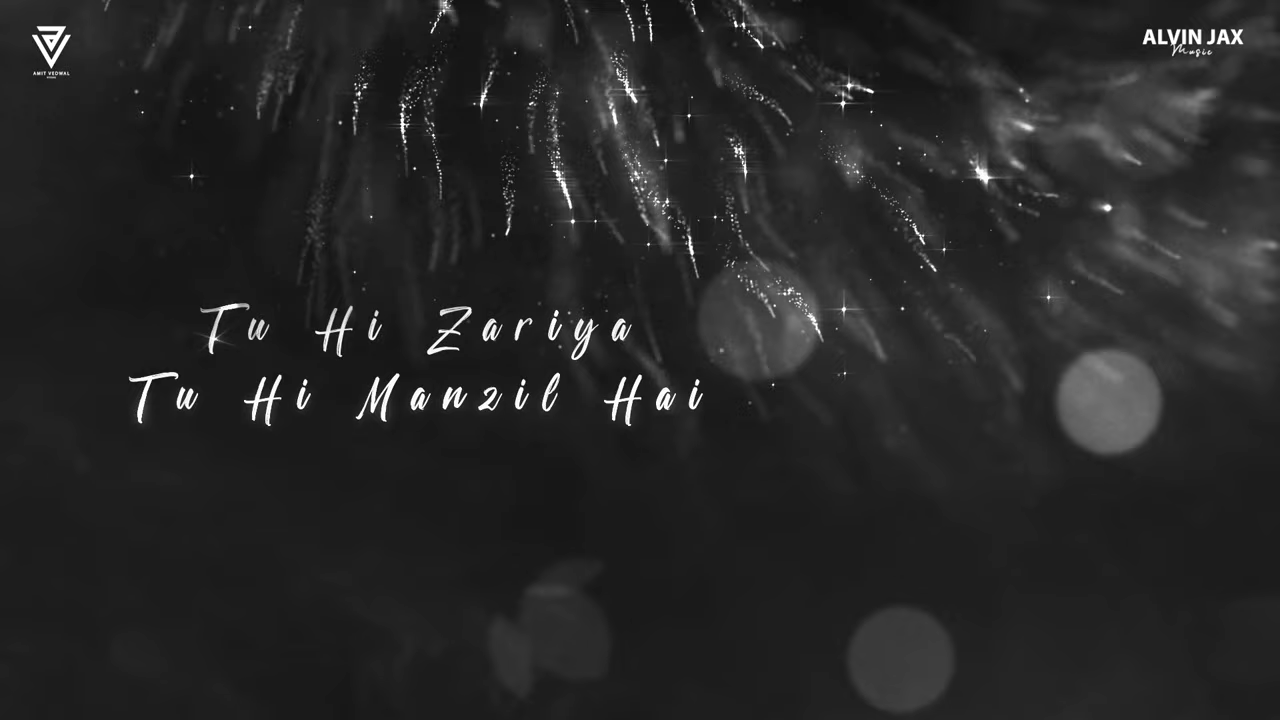 AMIT VEDWAL
ALVIN JAX
Music
Tu Hi Zariya
Tu Hi Manzil Hai